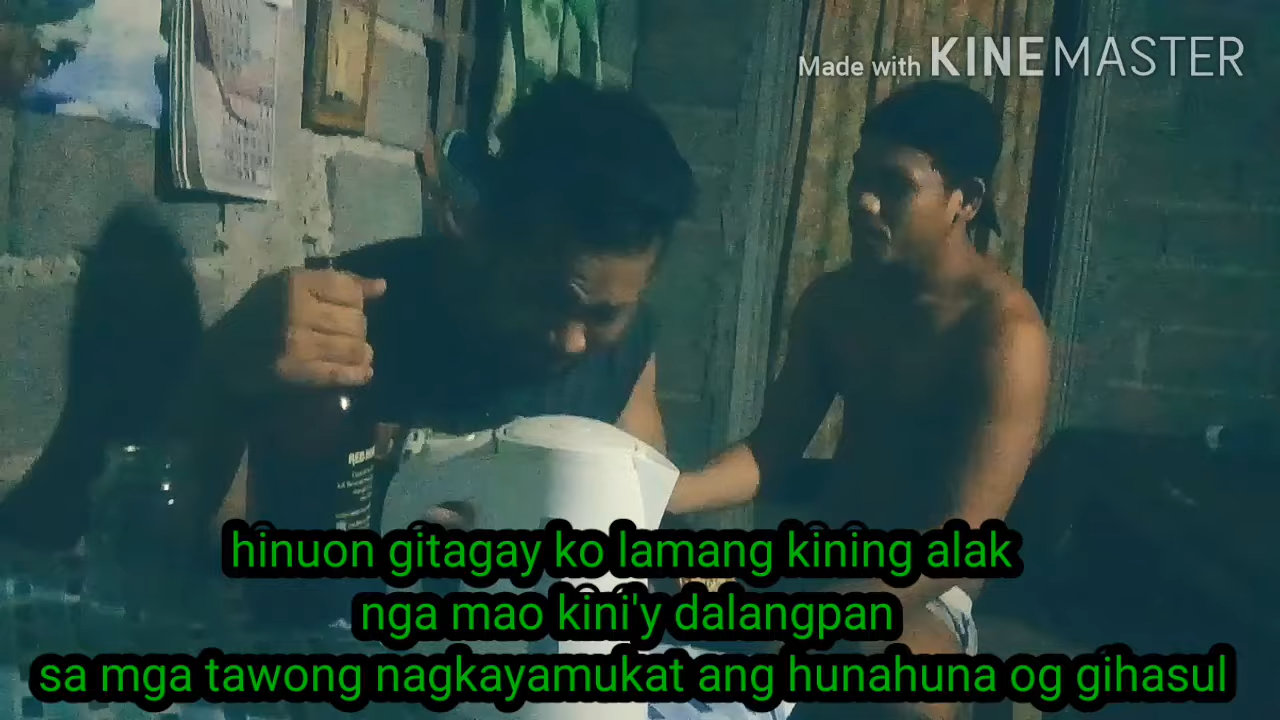 Made with KINEMASTER
hinuon gitagay ko lamang kining alak
nga mao kini'y dalangpan
sa mga tawong nagkayamukat ang hunahuna og gihasul